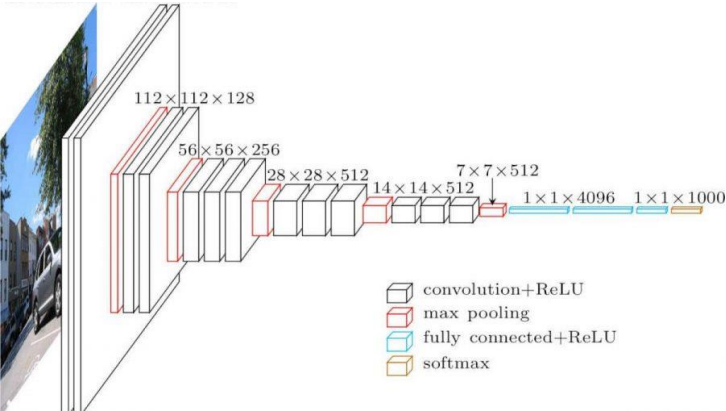 112×112×128
56×56×256
28×28×512
14×14×512
7×7×512
1×1×4096
1×1×1000
convolution+ReLU
max pooling
fully connected+ReLU
softmax